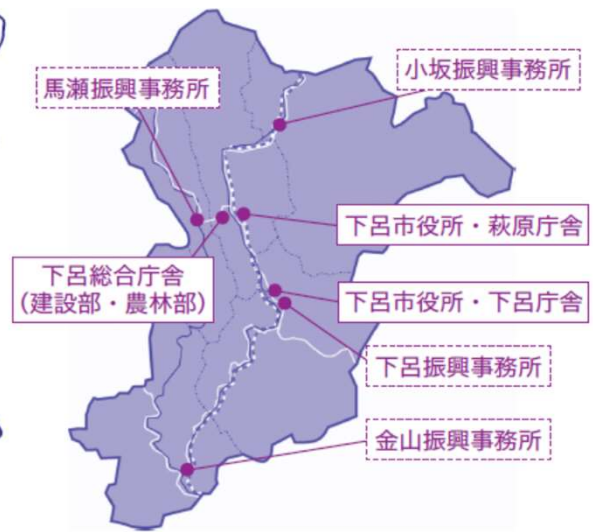 小坂振興事務所
馬瀬振興事務所
下呂市役所・萩原庁舎
下呂総合庁舎
（建設部・農林部）
下呂市役所・下呂庁舎
下呂振興事務所
金山振興事務所